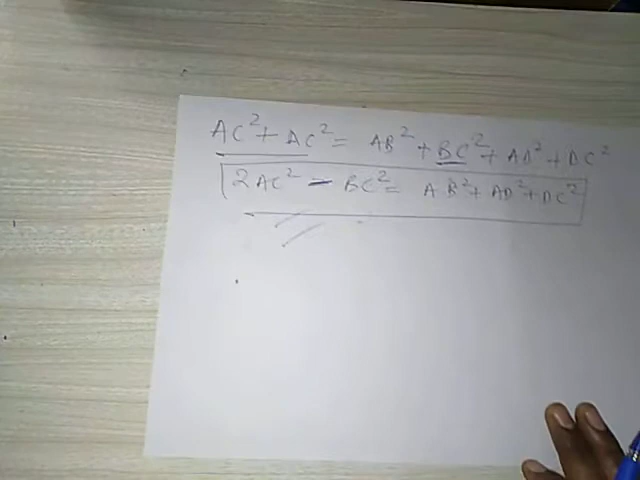 AC² + AC² = AB² + BC² + AD² + DC²
2AC² - BC² = AB² + AD² + DC²